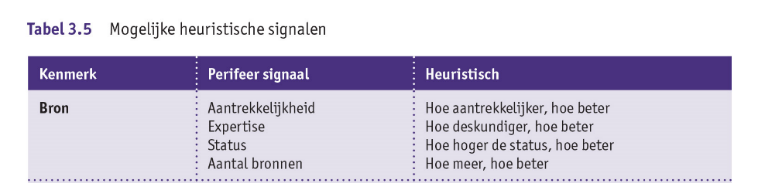 Tabel 3.5 Mogelijke heuristische signalen
Kenmerk Perifeer signaal Heuristisch
Bron Aantrekkelijkheid Hoe aantrekkelijker, hoe beter
Expertise Hoe deskundiger, hoe beter
Status Hoe hoger de status, hoe beter
Aantal bronnen Hoe meer, hoe beter